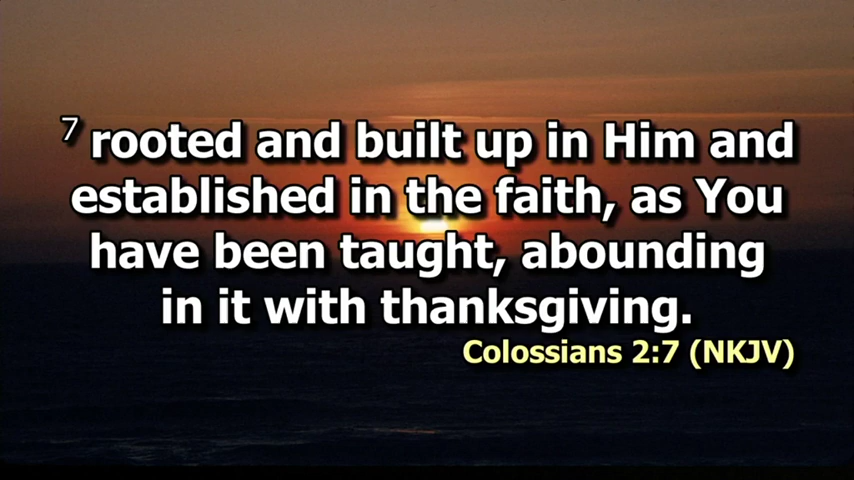 7 rooted and built up in Him and
established in the faith, as You
have been taught, abounding
in it with thanksgiving.
Colossians 2:7 (NKJV)